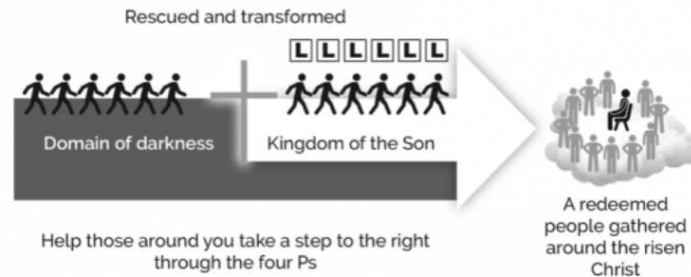 Rescued and transformed
L L L L L L
Domain of darkness
Kingdom of the Son
Help those around you take a step to the right
through the four Ps
A redeemed
people gathered
around the risen
Christ